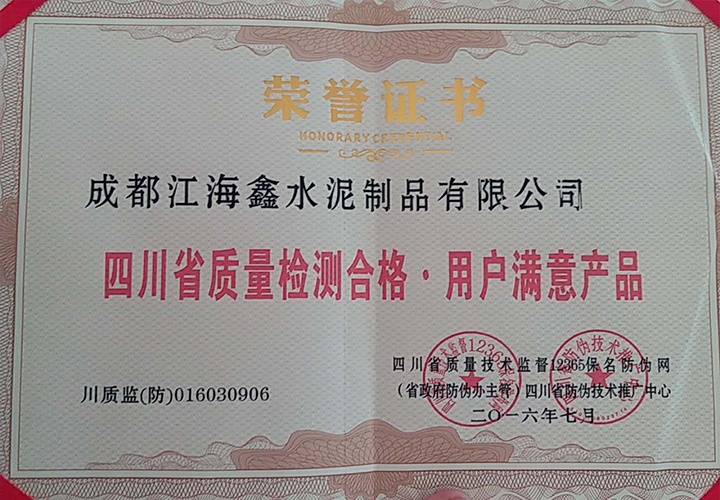 荣誉证书
HONORARY CREDENTIAL
成都江海鑫水泥制品有限公司
四川省质量检测合格·用户满意产品
四川省质量技术监督12365保名防伪网
川质监(防)016030906
(省政府防伪办主管) 四川省防伪技术推广中心
二〇一六年七月